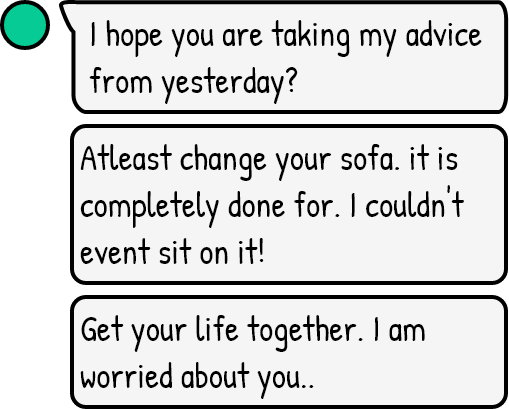 I hope you are taking my advice
from yesterday?
Atleast change your sofa. it is
completely done for. I couldn't
event sit on it!
Get your life together. I am
worried about you..